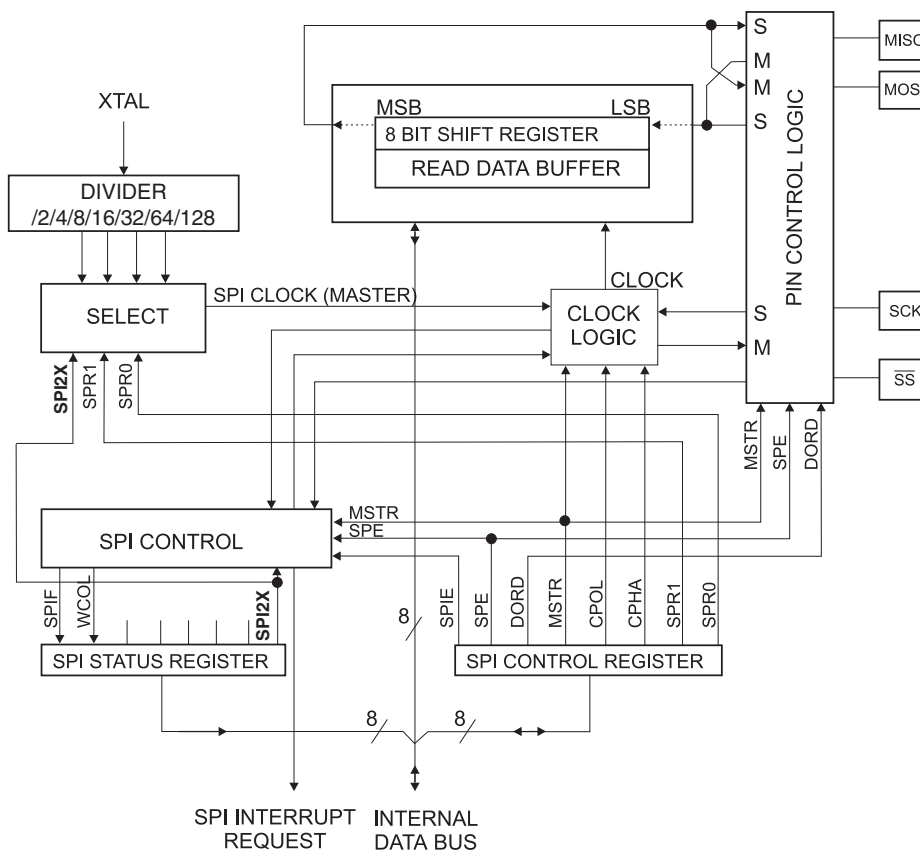 S
MISO
M
MOSI
M
XTAL
MSB
LSB
S
8 BIT SHIFT REGISTER
READ DATA BUFFER
DIVIDER
/2/4/8/16/32/64/128
PIN CONTROL LOGIC
SPI CLOCK (MASTER)
CLOCK
SELECT
CLOCK
LOGIC
S
SCK
M
SPI2X
SPR1
SPR0
SS
MSTR
SPE
DORD
MSTR
SPE
SPI CONTROL
SPIF
WCOL
SPI2X
8
SPIE
SPE
DORD
MSTR
CPOL
CPHA
SPR1
SPR0
SPI STATUS REGISTER
SPI CONTROL REGISTER
8
8
SPI INTERRUPT
REQUEST
INTERNAL
DATA BUS